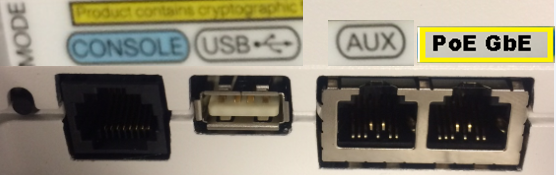 MODE
Product contains cryptographic
CONSOLE
USB
AUX
PoE GbE